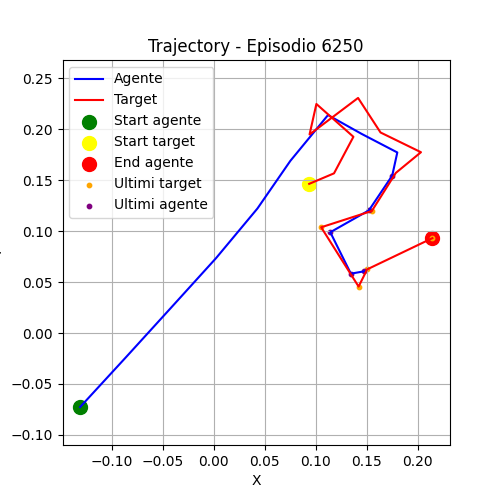 Trajectory - Episodio 6250
Agente
Target
Start agente
Start target
End agente
Ultimi target
Ultimi agente
0.25
0.20
0.15
0.10
0.05
0.00
−0.05
−0.10
−0.10
−0.05
0.00
0.05
0.10
0.15
0.20
X